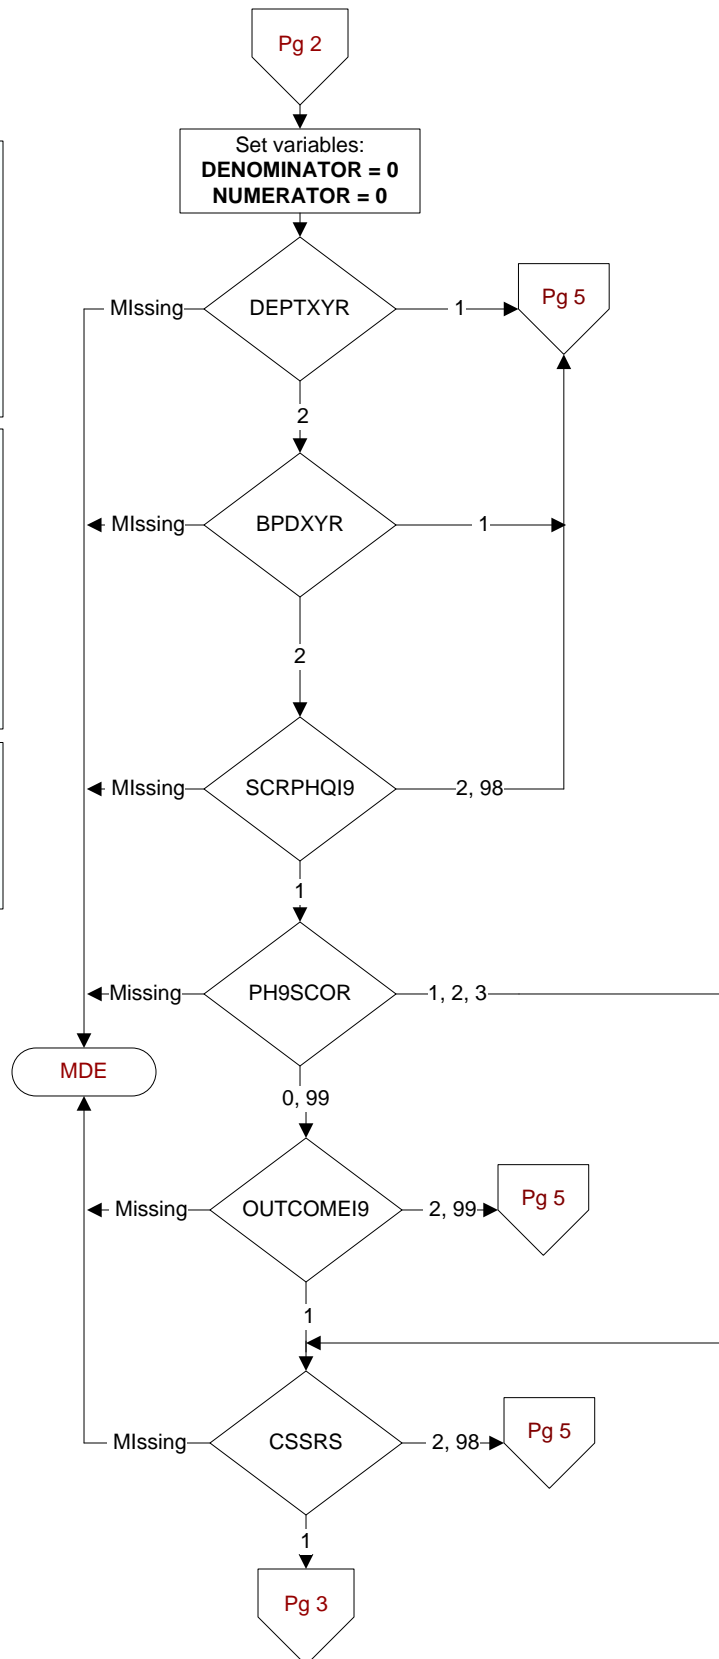 Pg 2
Set variables:
DENOMINATOR = 0
NUMERATOR = 0
MIssing
DEPTXYR
1
Pg 5
2
MIssing
BPDXYR
1
2
MIssing
SCRPHQI9
2, 98
1
Missing
PH9SCOR
1, 2, 3
MDE
0, 99
Missing
OUTCOMEI9
2, 99
Pg 5
1
MIssing
CSSRS
2, 98
Pg 5
1
Pg 3